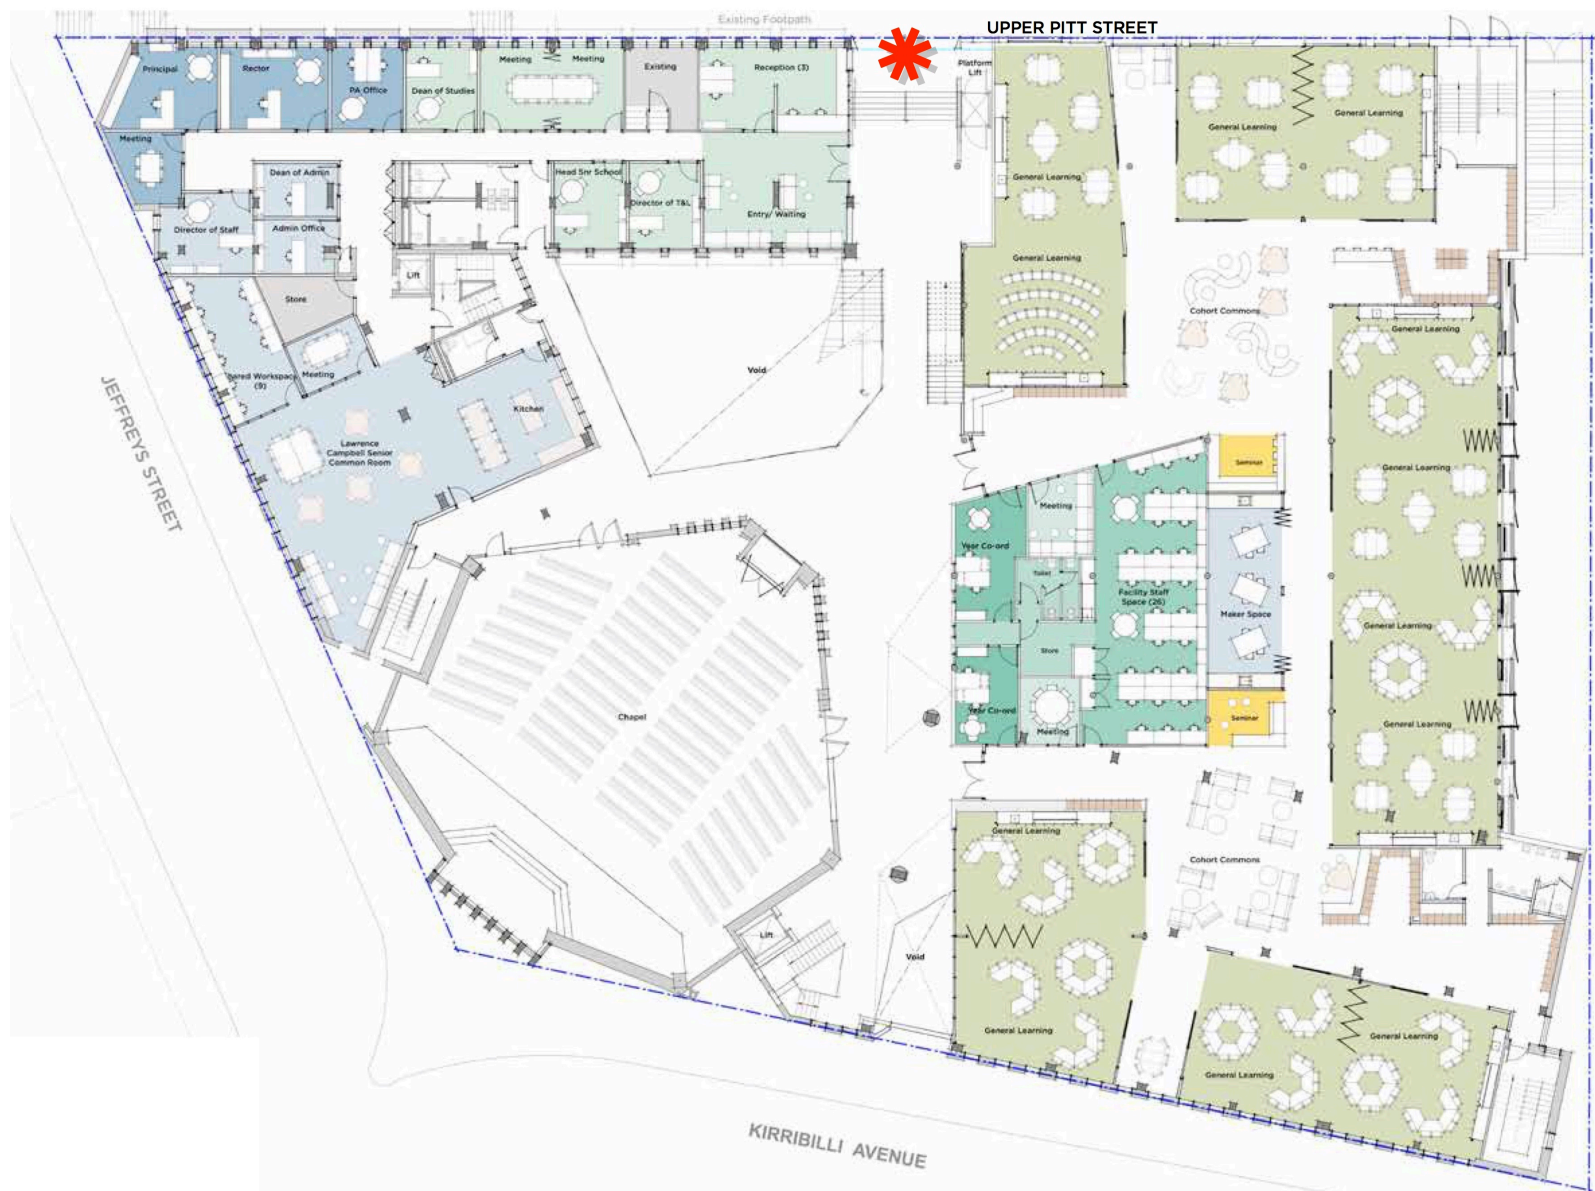 Existing Footpath
UPPER PITT STREET
Principal
Rector
PA Office
Dean of Studies
Meeting
Meeting
Existing
Reception (3)
Platform
Lift
General Learning
General Learning
General Learning
Meeting
Dean of Admin
Head Snr School
Director of T&L
Entry/ Waiting
Director of Staff
Admin Office
General Learning
Lift
Store
Cohort Commons
General Learning
Meeting
Workspace
(9)
Void
Kitchen
Lawrence
Campbell Senior
Common Room
JEFFREYS STREET
Seminar
General Learning
Meeting
Year Co-ord
Toilet
Facility Staff
Space (26)
Maker Space
General Learning
Store
Year Co-ord
Meeting
Seminar
General Learning
Chapel
General Learning
Cohort Commons
Lift
Void
General Learning
General Learning
General Learning
KIRRIBILLI AVENUE